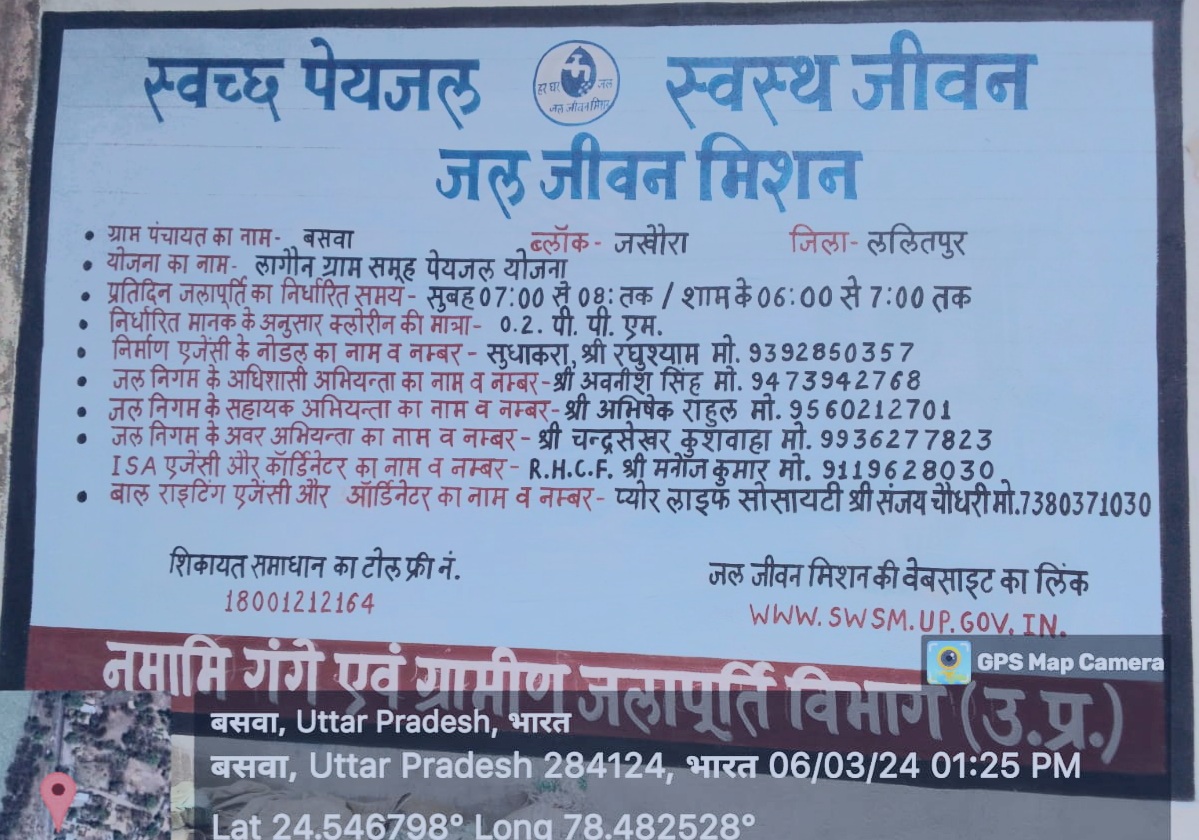 स्वच्छ पेयजल
हर घर जल
जल जीवन मिशन
स्वस्थ जीवन
जल जीवन मिशन
• ग्राम पंचायत का नाम- बसवा ब्लॉक- जखौरा जिला- ललितपुर
• योजना का नाम- लागौन ग्राम समूह पेयजल योजना
• प्रतिदिन जलापूर्ति का निर्धारित समय- सुबह 07:00 से 08: तक / शाम के 06:00 से 7:00 तक
• निर्धारित मानक के अनुसार क्लोरीन की मात्रा- 0.2. पी. पी. एम.
• निर्माण एजेंसी के नोडल का नाम व नम्बर- सुधाकरा, श्री रघुश्याम मो. 9392850357
• जल निगम के अधिशासी अभियन्ता का नाम व नम्बर-श्री अवनीश सिंह मो. 9473942768
• जल निगम के सहायक अभियन्ता का नाम व नम्बर-श्री अभिषेक राहुल मो. 9560212701
• जल निगम के अवर अभियन्ता का नाम व नम्बर- श्री चन्द्रसेखर कुशवाहा मो. 9936277823
ISA एजेंसी और कॉर्डिनेटर का नाम व नम्बर- R.H.C.F. श्री मनोज कुमार मो. 9119628030
• बाल राइटिंग एजेंसी और ऑर्डिनेटर का नाम व नम्बर- प्योर लाइफ सोसायटी श्री संजय चौधरी मो.7380371030
शिकायत समाधान का टोल फ्री नं.
18001212164
जल जीवन मिशन की वेबसाइट का लिंक
WWW.SWSM.UP.GOV.IN.
नमामि गंगे एवं ग्रामीण जलापूर्ति विभाग (उ.प्र.)
GPS Map Camera
बसवा, Uttar Pradesh, भारत
बसवा, Uttar Pradesh 284124, भारत 06/03/24 01:25 PM
Lat 24.546798° Long 78.482528°